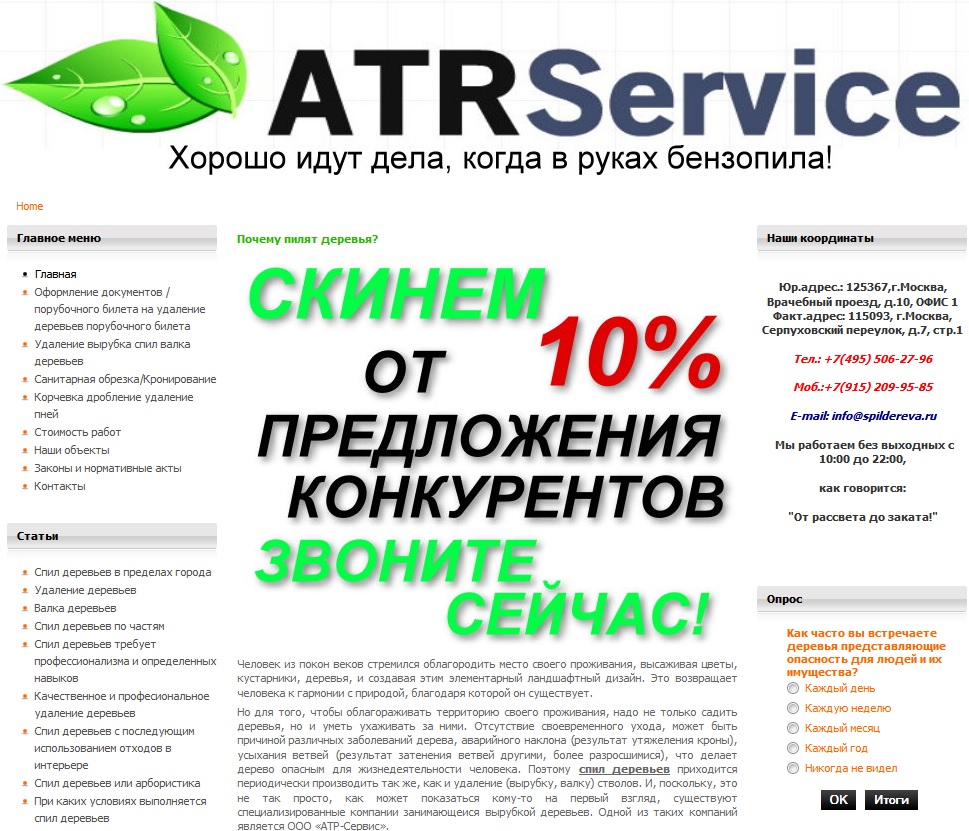 ATRService
Хорошо идут дела, когда в руках бензопила!
Home
Главное меню
Главная
Оформление документов /
порубочного билета на удаление
деревьев порубочного билета
Удаление вырубка спил валка
деревьев
Санитарная обрезка/Кронирование
Корчевка дробление удаление
пней
Стоимость работ
Наши объекты
Законы и нормативные акты
Контакты
Статьи
Спил деревьев в пределах города
Удаление деревьев
Валка деревьев
Спил деревьев по частям
Спил деревьев требует
профессионализма и определенных
навыков
Качественное и професиональное
удаление деревьев
Спил деревьев с последующим
использованием отходов в
интерьере
Спил деревьев или арбористика
При каких условиях выполняется
спил деревьев
Почему пилят деревья?
СКИНЕМ
10%
ОТ
ПРЕДЛОЖЕНИЯ
КОНКУРЕНТОВ
ЗВОНИТЕ
СЕЙЧАС!
Человек из покон веков стремился облагородить место своего проживания, высаживая цветы,
кустарники, деревья, и создавая этим элементарный ландшафтный дизайн. Это возвращает
человека к гармонии с природой, благодаря которой он существует.
Но для того, чтобы облагораживать территорию своего проживания, надо не только садить
деревья, но и уметь ухаживать за ними. Отсутствие своевременного ухода, может быть
причиной различных заболеваний дерева, аварийного наклона (результат утяжеления кроны),
усыхания ветвей (результат затенения ветвей другими, более разросшимися), что делает
дерево опасным для жизнедеятельности человека. Поэтому спил деревьев приходится
периодически производить так же, как и удаление (вырубку, валку) стволов. И, поскольку, это
не так просто, как может показаться кому-то на первый взгляд, существуют
специализированные компании занимающиеся вырубкой деревьев. Одной из таких компаний
является ООО «АТР-Сервис».
Наши координаты
Юр.адрес.: 125367,г.Москва,
Врачебный проезд, д.10, ОФИС 1
Факт.адрес: 115093, г.Москва,
Серпуховский переулок, д.7, стр.1
Тел.: +7(495) 506-27-96
Моб.:+7(915) 209-95-85
E-mail: info@spildereva.ru
Мы работаем без выходных с
10:00 до 22:00,
как говорится:
"От рассвета до заката!"
Опрос
Как часто вы встречаете
деревья представляющие
опасность для людей и их
имущества?
Каждый день
Каждую неделю
Каждый месяц
Каждый год
Никогда не видел
OK Итоги